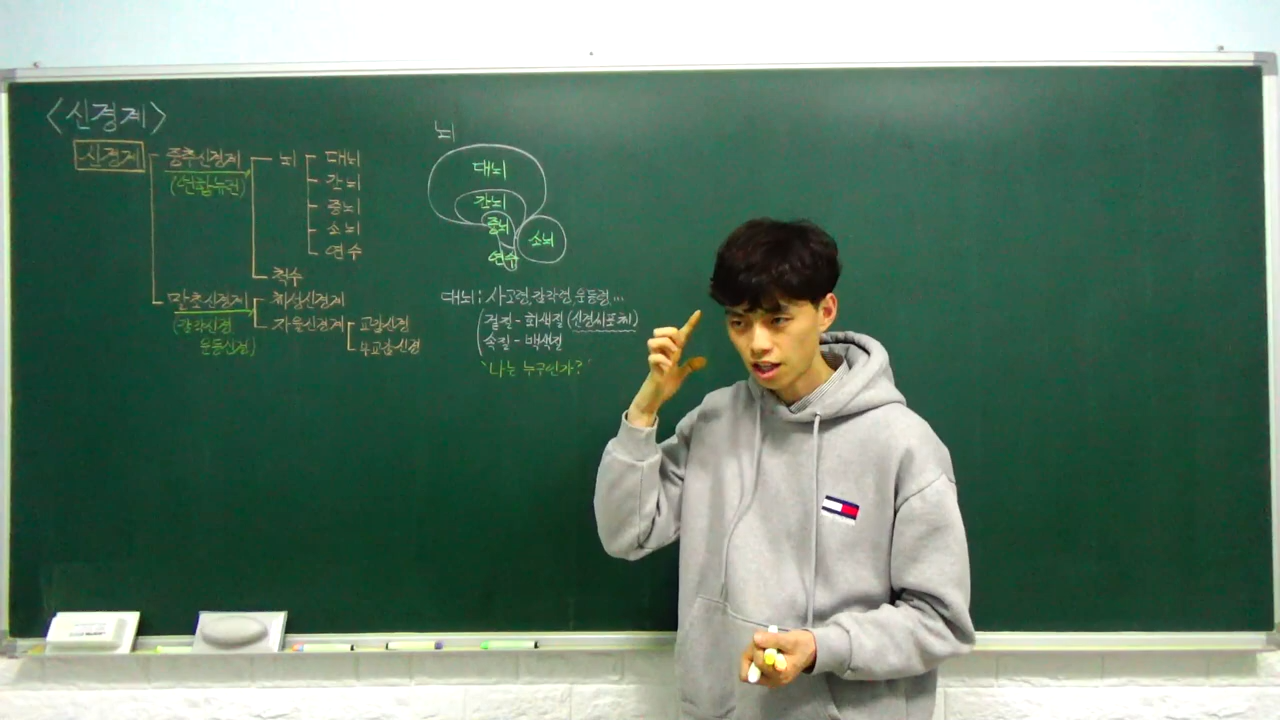 <신경계>
신경계 중추신경계 뇌 대뇌
(연합뉴런) 간뇌
중뇌
소뇌
연수
척수
말초신경계 체성신경계
(감각신경 자율신경계 교감신경
운동신경) 부교감신경
뇌
대뇌
간뇌
중뇌
소뇌
연수
대뇌: 사고령, 감각령, 운동령...
겉질 - 회색질 (신경세포체)
속질 - 백색질
'나는 누구인가?'